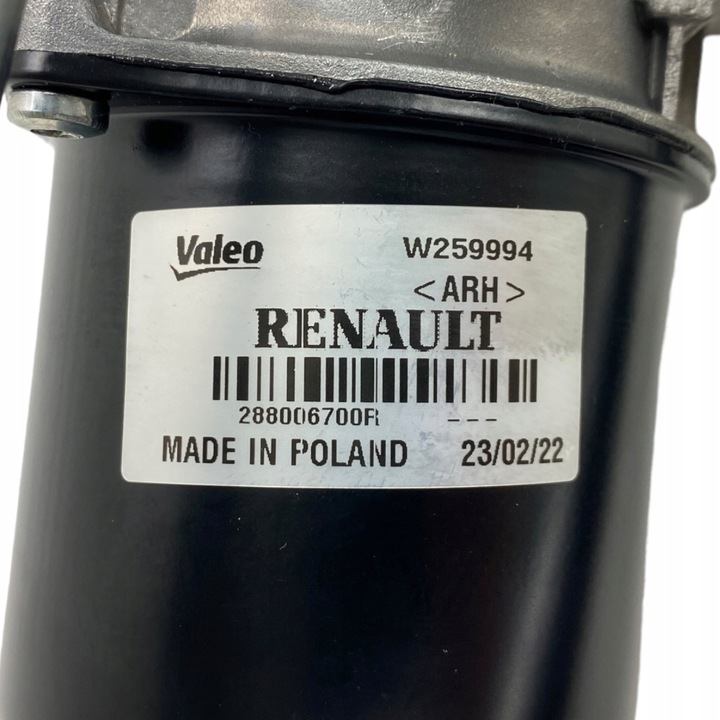 Valeo W259994
<ARH>
RENAULT
288006700R ---
MADE IN POLAND 23/02/22